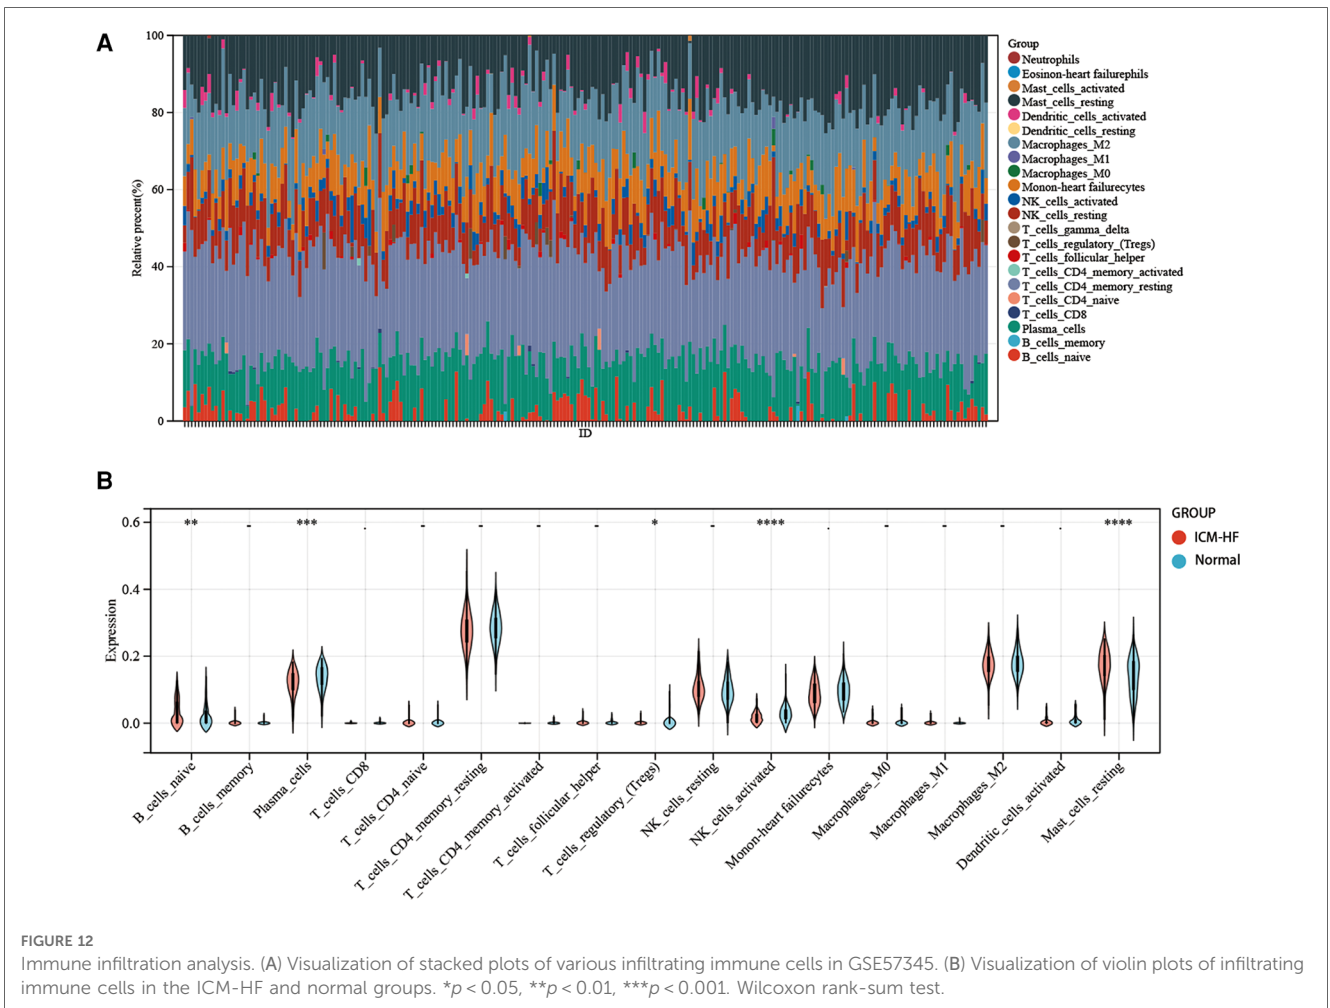 A
100
80
60
40
20
0
Relative precent(%)
ID
Group
Neutrophils
Eosinon-heart failurephils
Mast_cells_activated
Mast_cells_resting
Dendritic_cells_activated
Dendritic_cells_resting
Macrophages_M2
Macrophages_M1
Macrophages_M0
Monon-heart failurecytes
NK_cells_activated
NK_cells_resting
T_cells_gamma_delta
T_cells_regulatory_(Tregs)
T_cells_follicular_helper
T_cells_CD4_memory_activated
T_cells_CD4_memory_resting
T_cells_CD4_naive
T_cells_CD8
Plasma_cells
B_cells_memory
B_cells_naive
B
** - *** . - - - - * - **** . - - - . ****
0.6
0.4
0.2
0.0
Expression
B_cells_naive
B_cells_memory
Plasma_cells
T_cells_CD8
T_cells_CD4_naive
T_cells_CD4_memory_resting
T_cells_CD4_memory_activated
T_cells_follicular_helper
T_cells_regulatory_(Tregs)
NK_cells_resting
NK_cells_activated
Monon-heart failurecytes
Macrophages_M0
Macrophages_M1
Macrophages_M2
Dendritic_cells_activated
Mast_cells_resting
GROUP
ICM-HF
Normal
FIGURE 12
Immune infiltration analysis. (A) Visualization of stacked plots of various infiltrating immune cells in GSE57345. (B) Visualization of violin plots of infiltrating
immune cells in the ICM-HF and normal groups. *p < 0.05, **p < 0.01, ***p < 0.001. Wilcoxon rank-sum test.